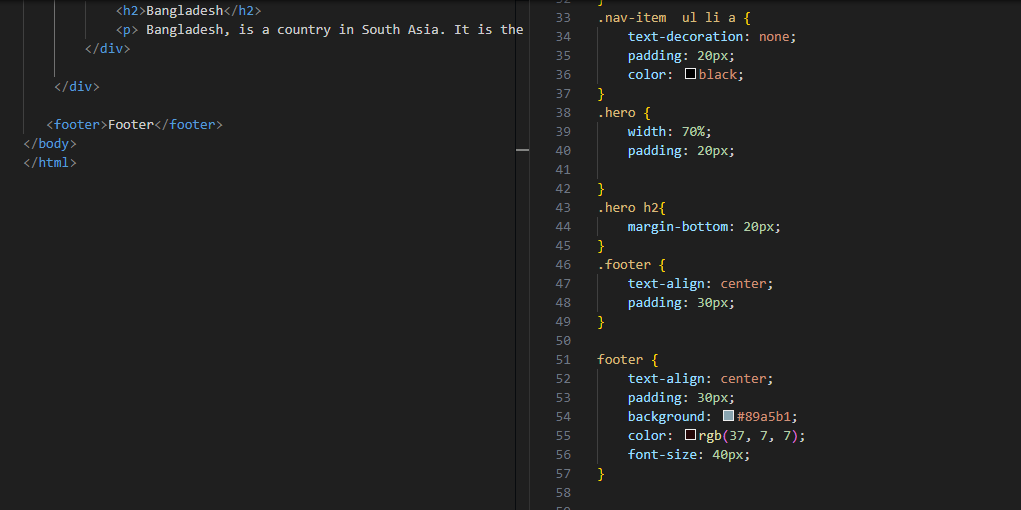 <h2>Bangladesh</h2>
<p> Bangladesh, is a country in South Asia. It is the
</div>
</div>
<footer>Footer</footer>
</body>
</html>
33 .nav-item  ul li a {
34 text-decoration: none;
35 padding: 20px;
36 color: black;
37 }
38 .hero {
39 width: 70%;
40 padding: 20px;
41
42 }
43 .hero h2{
44 margin-bottom: 20px;
45 }
46 .footer {
47 text-align: center;
48 padding: 30px;
49 }
50
51 footer {
52 text-align: center;
53 padding: 30px;
54 background: #89a5b1;
55 color: rgb(37, 7, 7);
56 font-size: 40px;
57 }
58